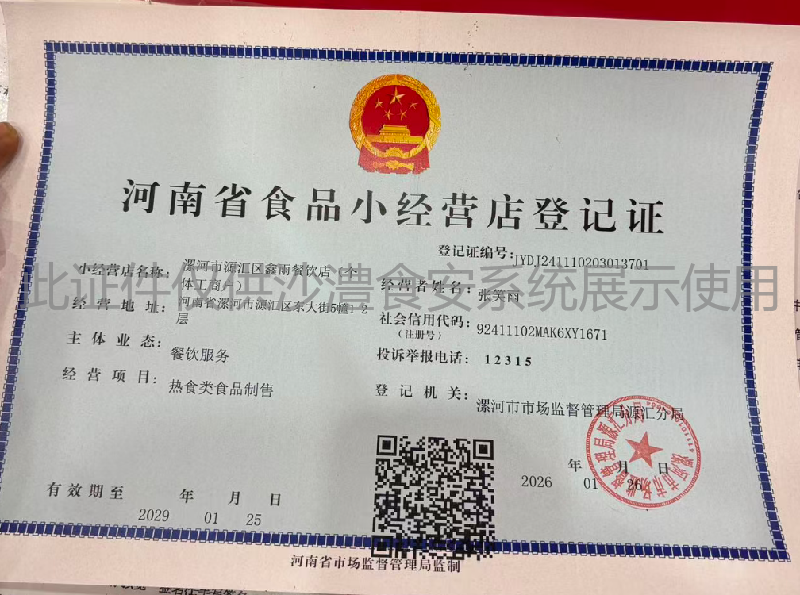 河南省食品小经营店登记证
登记证编号:JYDJ241110203013701
小经营店名称: 漯河市源汇区鑫雨餐饮店(个
体工商户)
经营者姓名: 张笑雨
此证件仅供沙澧食安系统展示使用
经营地址: 河南省漯河市源汇区东大街5幢1-2
层
社会信用代码: 92411102MAK6XY1671
(注册号)
主体业态: 餐饮服务
投诉举报电话: 12315
经营项目: 热食类食品制售
登记机关: 漯河市市场监督管理局源汇分局
年 月 日
2026 01 26
有效期至 年 月 日
2029 01 25
河南省市场监督管理局监制